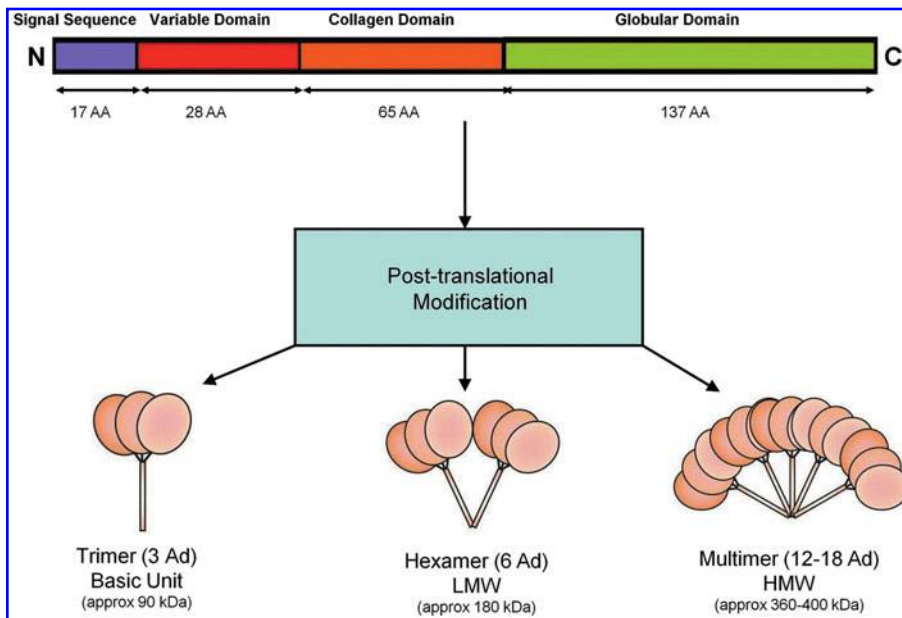 Signal Sequence Variable Domain Collagen Domain Globular Domain
N C
17 AA 28 AA 65 AA 137 AA
Post-translational
Modification
Trimer (3 Ad)
Basic Unit
(approx 90 kDa)
Hexamer (6 Ad)
LMW
(approx 180 kDa)
Multimer (12-18 Ad)
HMW
(approx 360-400 kDa)